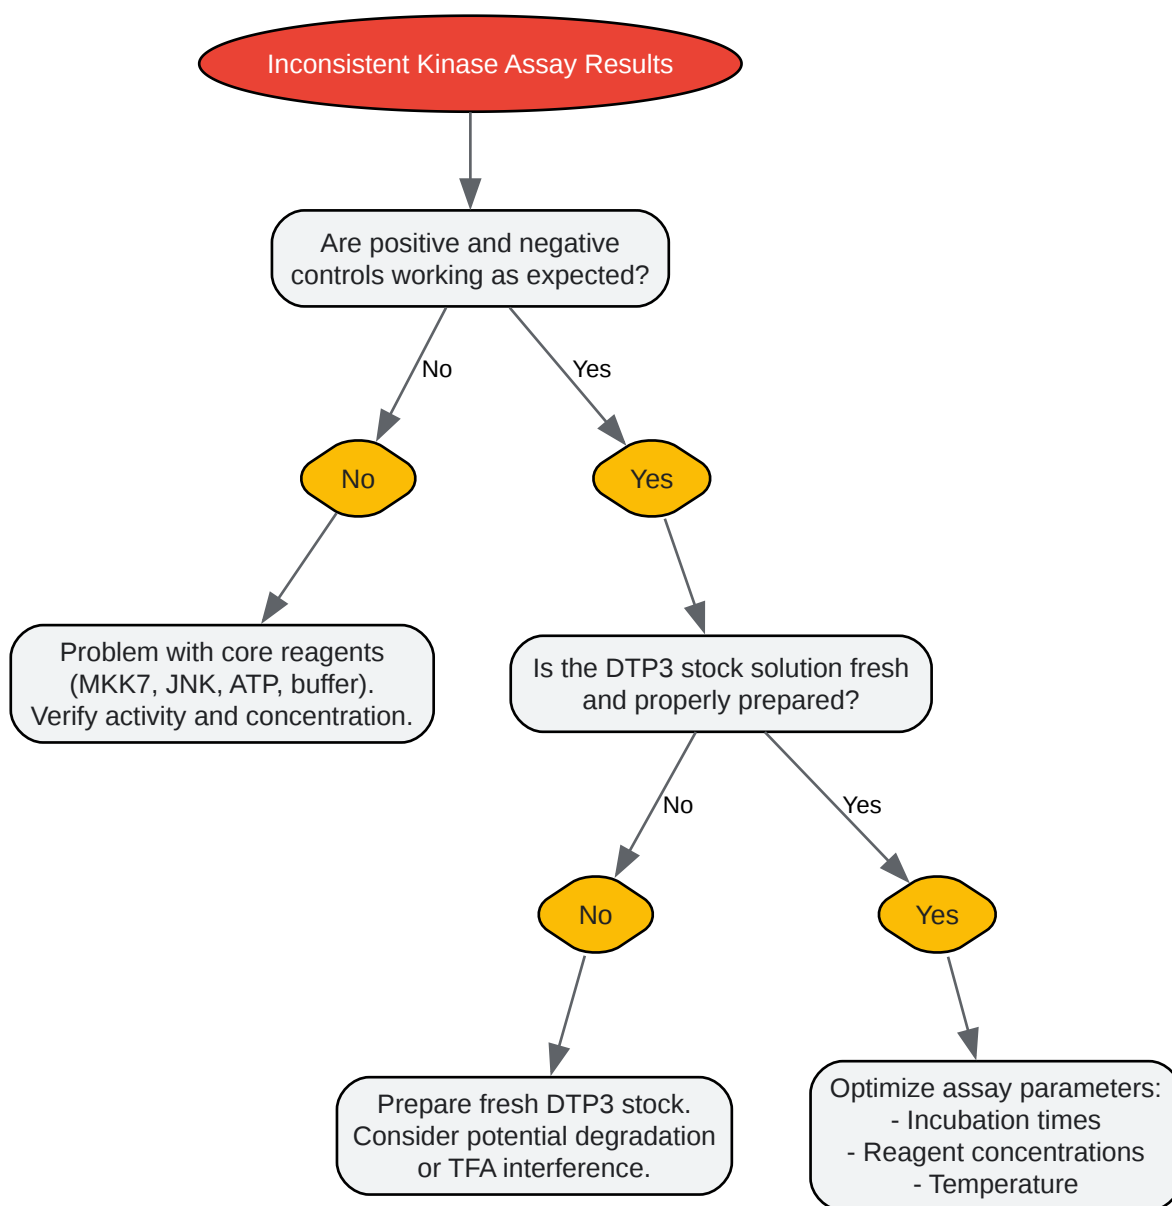 Inconsistent Kinase Assay Results
Are positive and negative
controls working as expected?
No
Yes
No
Yes
Problem with core reagents
(MKK7, JNK, ATP, buffer).
Verify activity and concentration.
Is the DTP3 stock solution fresh
and properly prepared?
No
Yes
No
Yes
Prepare fresh DTP3 stock.
Consider potential degradation
or TFA interference.
Optimize assay parameters:
- Incubation times
- Reagent concentrations
- Temperature